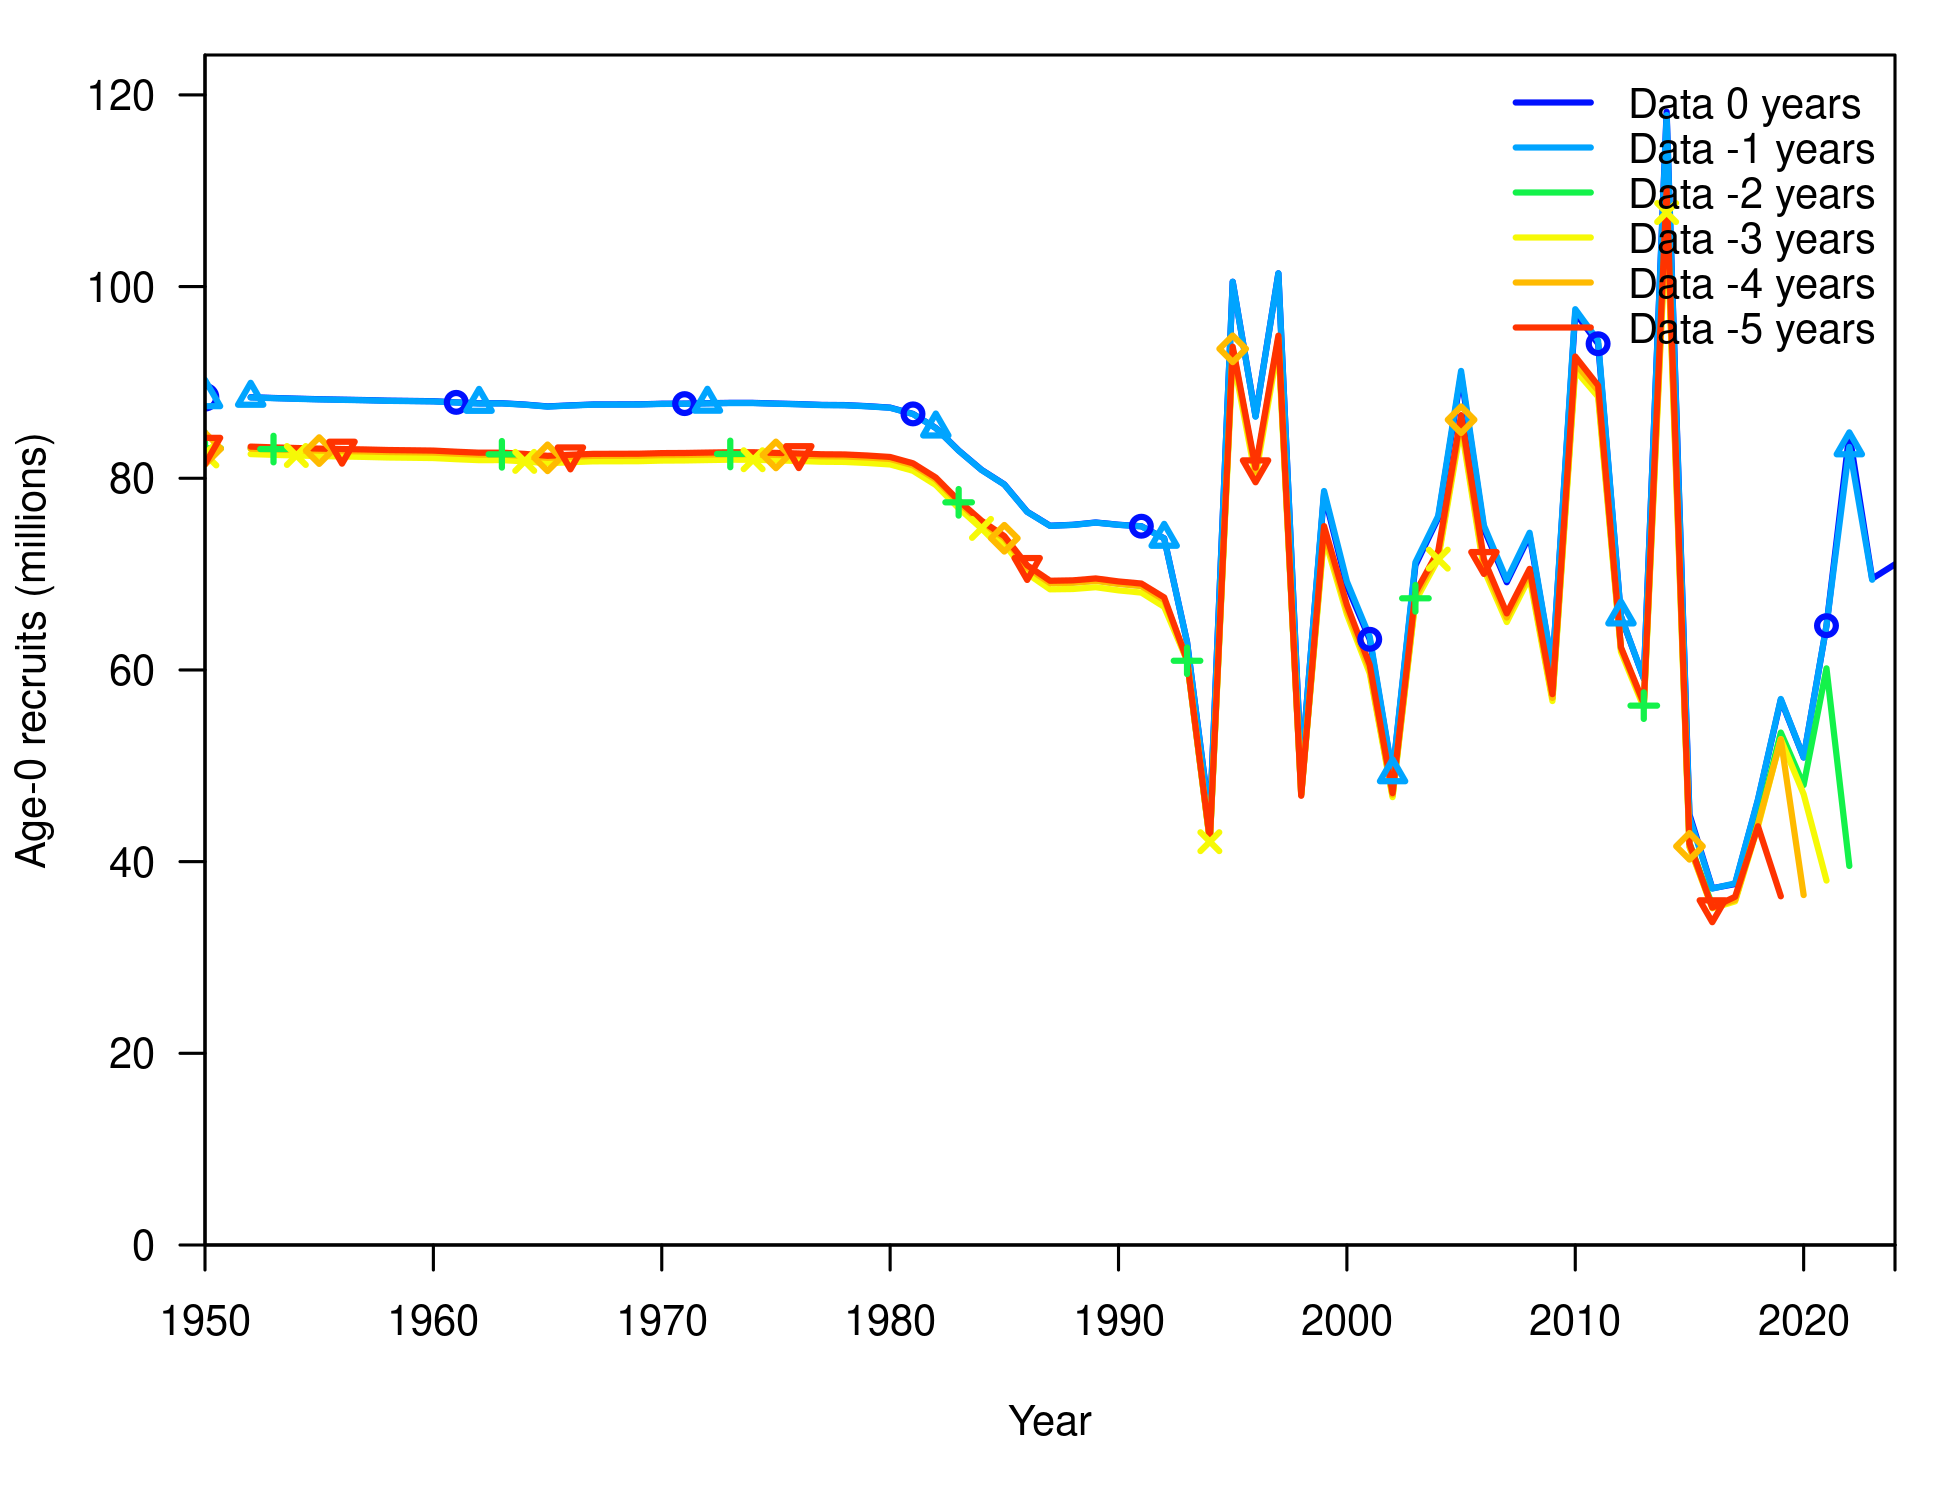 120
100
80
60
40
20
0
Age-0 recruits (millions)
Data 0 years
Data -1 years
Data -2 years
Data -3 years
Data -4 years
Data -5 years
1950 1960 1970 1980 1990 2000 2010 2020
Year